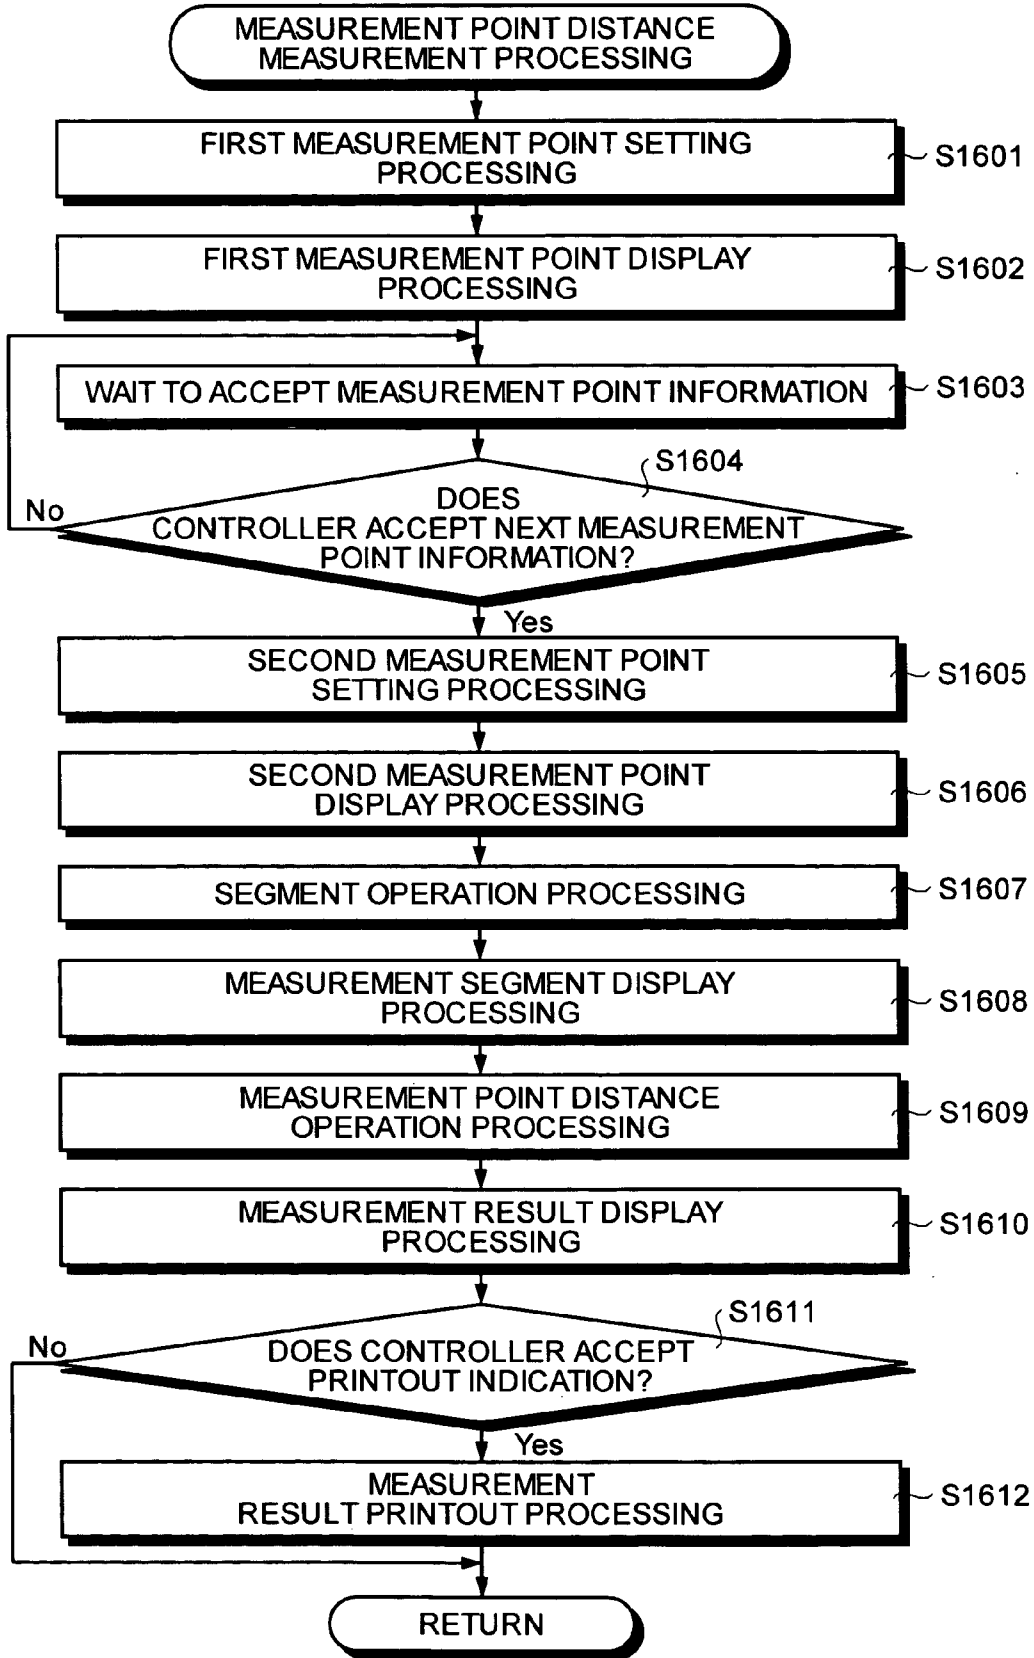 MEASUREMENT POINT DISTANCE
MEASUREMENT PROCESSING
FIRST MEASUREMENT POINT SETTING
PROCESSING
S1601
FIRST MEASUREMENT POINT DISPLAY
PROCESSING
S1602
WAIT TO ACCEPT MEASUREMENT POINT INFORMATION
S1603
S1604
No
DOES
CONTROLLER ACCEPT NEXT MEASUREMENT
POINT INFORMATION?
Yes
SECOND MEASUREMENT POINT
SETTING PROCESSING
S1605
SECOND MEASUREMENT POINT
DISPLAY PROCESSING
S1606
SEGMENT OPERATION PROCESSING
S1607
MEASUREMENT SEGMENT DISPLAY
PROCESSING
S1608
MEASUREMENT POINT DISTANCE
OPERATION PROCESSING
S1609
MEASUREMENT RESULT DISPLAY
PROCESSING
S1610
S1611
No
DOES CONTROLLER ACCEPT
PRINTOUT INDICATION?
Yes
MEASUREMENT
RESULT PRINTOUT PROCESSING
S1612
RETURN